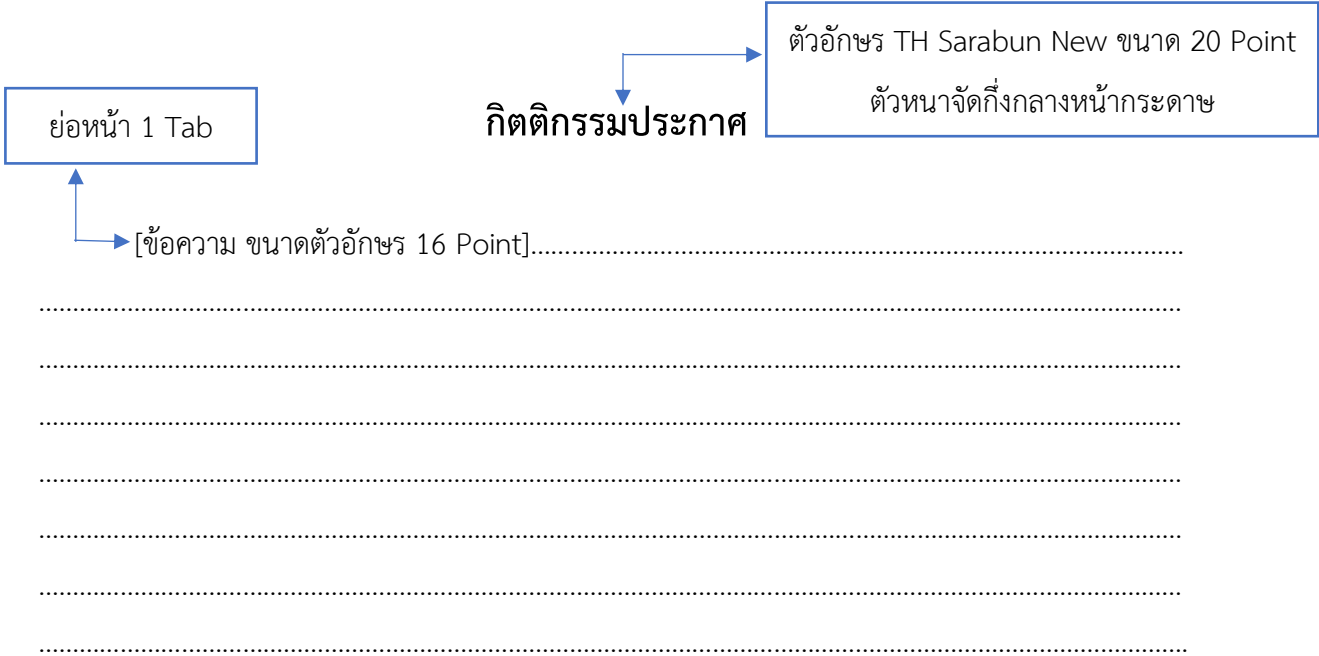 ตัวอักษร TH Sarabun New ขนาด 20 Point
ตัวหนาจัดกึ่งกลางหน้ากระดาษ
ย่อหน้า 1 Tab
กิตติกรรมประกาศ
[ข้อความ ขนาดตัวอักษร 16 Point]................................................................................................
........................................................................................................................................................................
........................................................................................................................................................................
........................................................................................................................................................................
........................................................................................................................................................................
........................................................................................................................................................................
........................................................................................................................................................................
.........................................................................................................................................................................